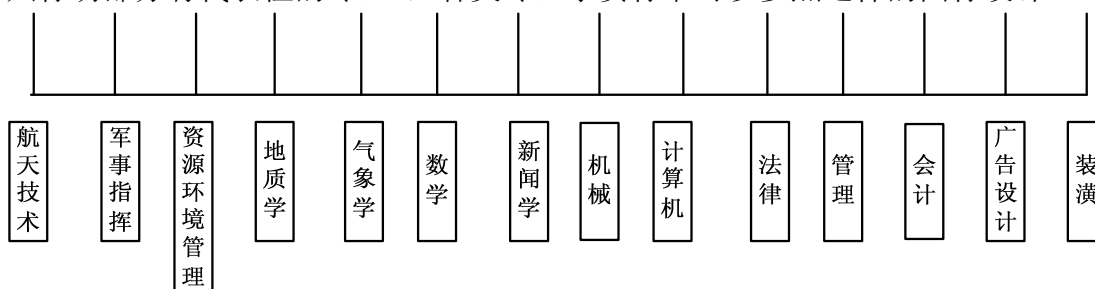 航天技术
军事指挥
资源环境管理
地质学
气象学
数学
新闻学
机械
计算机
法律
管理
会计
广告设计
装潢